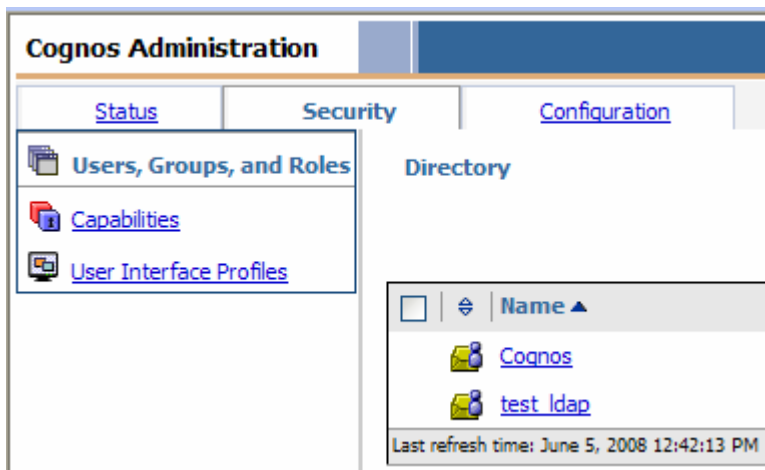 Cognos Administration
Status
Security
Configuration
Users, Groups, and Roles
Capabilities
User Interface Profiles
Directory
Name
Cognos
test_ldap
Last refresh time: June 5, 2008 12:42:13 PM